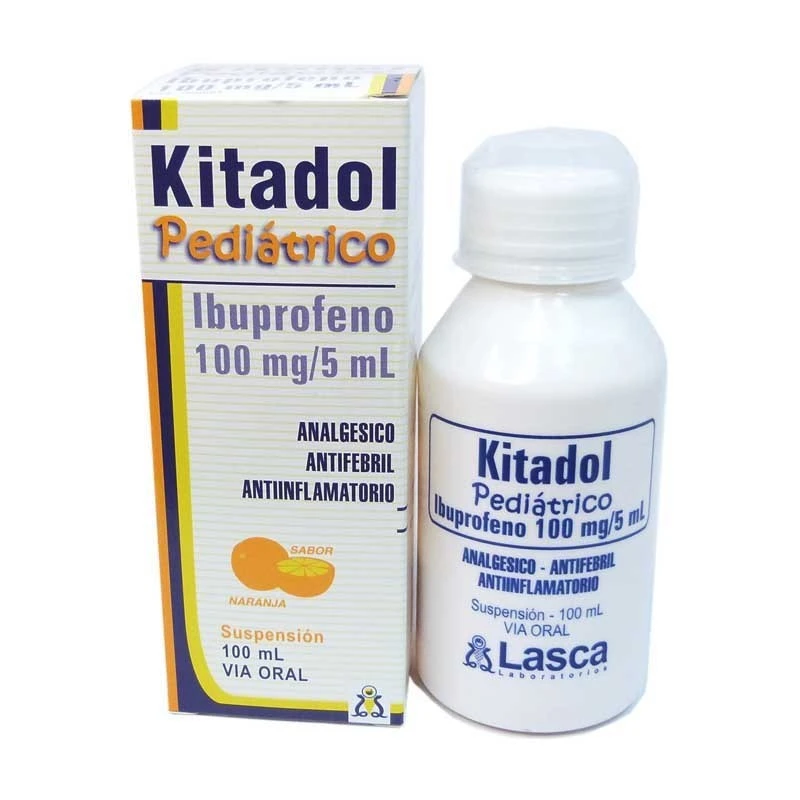 Ibuprofeno
100 mg/5 mL
Kitadol
Pediátrico
Ibuprofeno
100 mg/5 mL
ANALGESICO
ANTIFEBRIL
ANTIINFLAMATORIO
SABOR
NARANJA
Suspensión
100 mL
VIA ORAL
Kitadol
Pediátrico
Ibuprofeno 100 mg/5 mL
ANALGESICO - ANTIFEBRIL
ANTIINFLAMATORIO
Suspensión - 100 mL
VIA ORAL
Lasca
Laboratorios